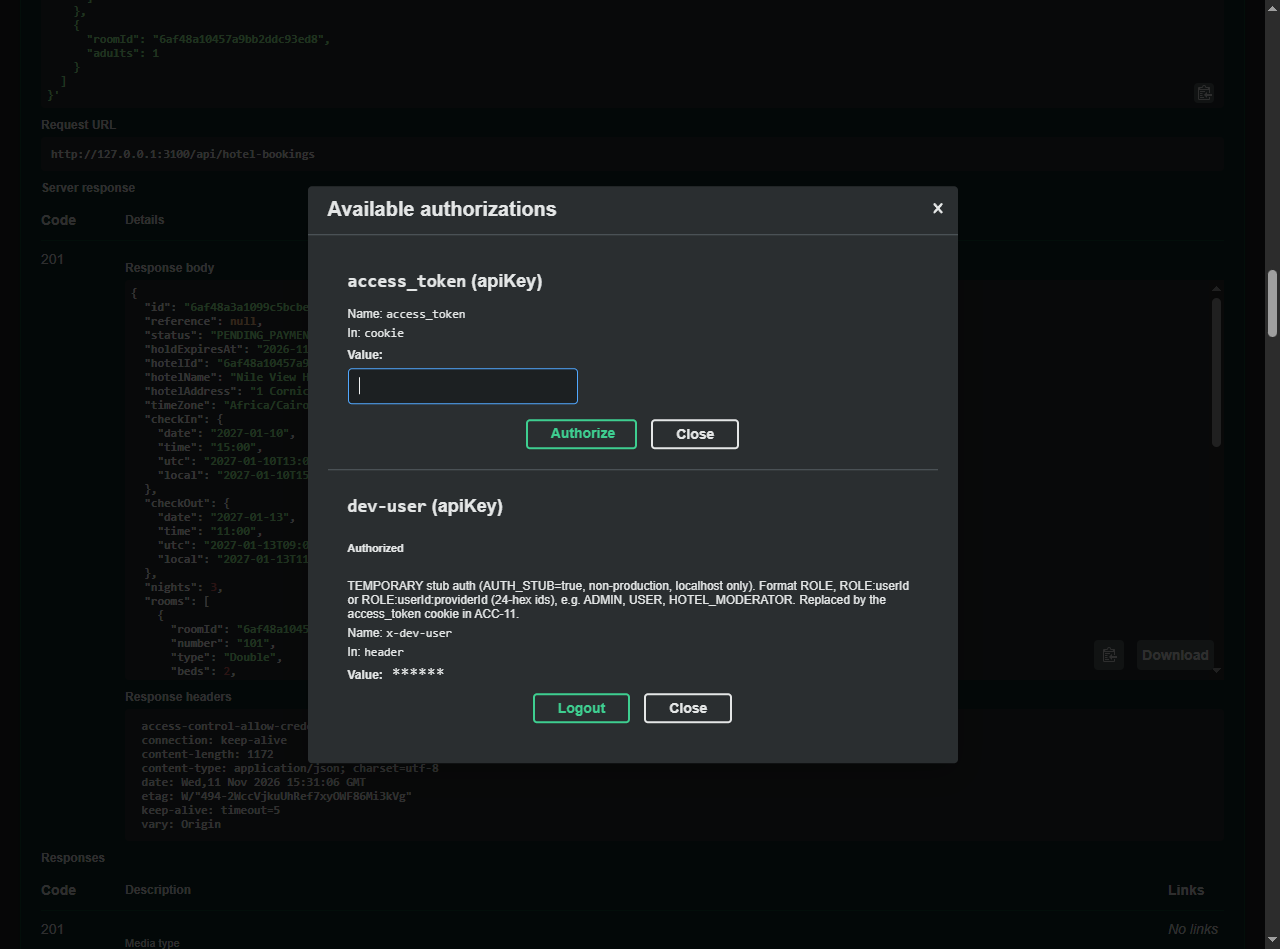 },
{
"roomId": "6af48a10457a9bb2ddc93ed8",
"adults": 1
}
]
}'
Request URL
http://127.0.0.1:3100/api/hotel-bookings
Server response
Code
Details
201
Response body
{
"id": "6af48a3a1099c5bcbe
"reference": null,
"status": "PENDING_PAYMEN
"holdExpiresAt": "2026-11
"hotelId": "6af48a10457a9
"hotelName": "Nile View H
"hotelAddress": "1 Cornic
"timeZone": "Africa/Cairo
"checkIn": {
"date": "2027-01-10",
"time": "15:00",
"utc": "2027-01-10T13:0
"local": "2027-01-10T15
},
"checkOut": {
"date": "2027-01-13",
"time": "11:00",
"utc": "2027-01-13T09:0
"local": "2027-01-13T11
},
"nights": 3,
"rooms": [
{
"roomId": "6af48a1045
"number": "101",
"type": "Double",
"beds": 2,
Download
Response headers
access-control-allow-crede
connection: keep-alive
content-length: 1172
content-type: application/json; charset=utf-8
date: Wed,11 Nov 2026 15:31:06 GMT
etag: W/"494-2WccVjkuUhRef7xyOWF86Mi3kVg"
keep-alive: timeout=5
vary: Origin
Responses
Code
Description
Links
201
No links
Media type
Available authorizations
×
access_token (apiKey)
Name: access_token
In: cookie
Value:
Authorize
Close
dev-user (apiKey)
Authorized
TEMPORARY stub auth (AUTH_STUB=true, non-production, localhost only). Format ROLE, ROLE:userId
or ROLE:userId:providerId (24-hex ids), e.g. ADMIN, USER, HOTEL_MODERATOR. Replaced by the
access_token cookie in ACC-11.
Name: x-dev-user
In: header
Value: ******
Logout
Close